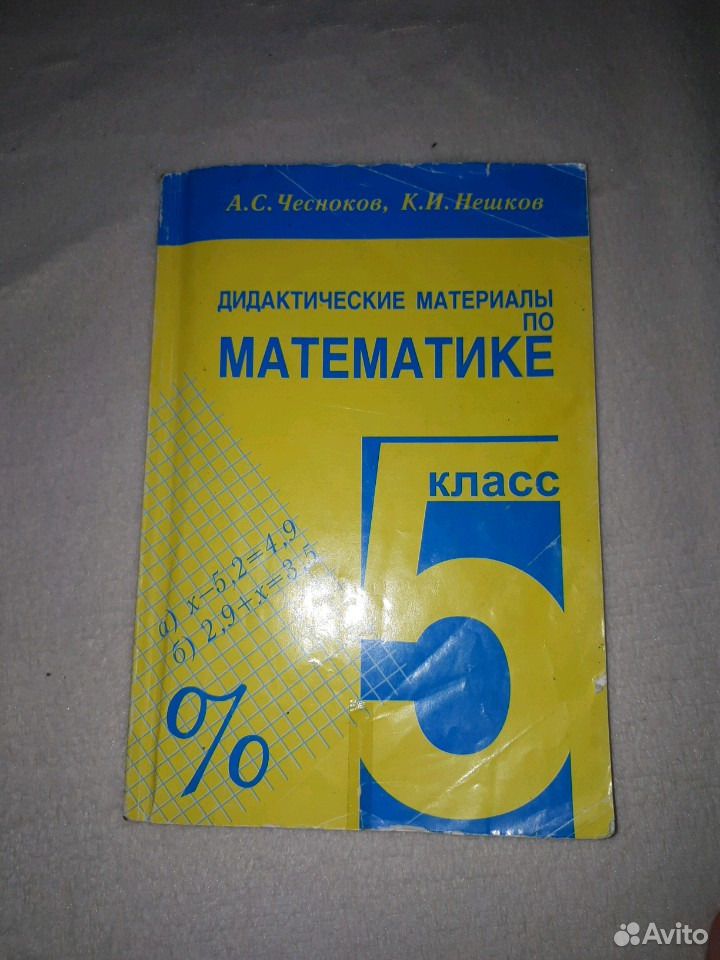 А.С. Чесноков, К.И. Нешков
ДИДАКТИЧЕСКИЕ МАТЕРИАЛЫ
ПО
МАТЕМАТИКЕ
5
класс
а) x−5,2=4,9
б) 2,9+x=3,5
%
Avito